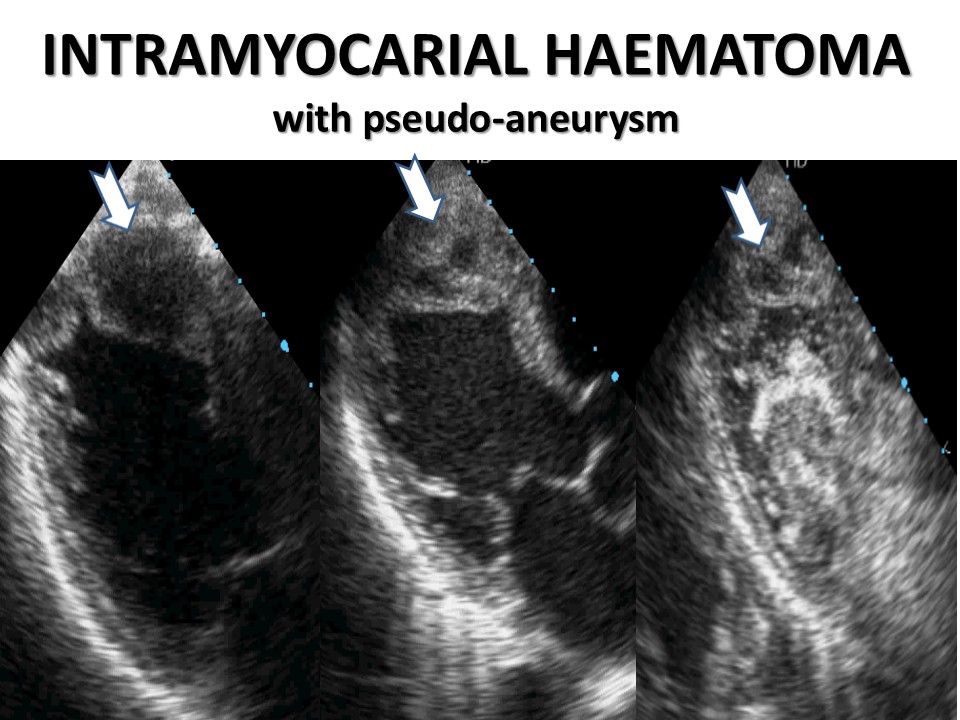 INTRAMYOCARIAL HAEMATOMA
with pseudo-aneurysm